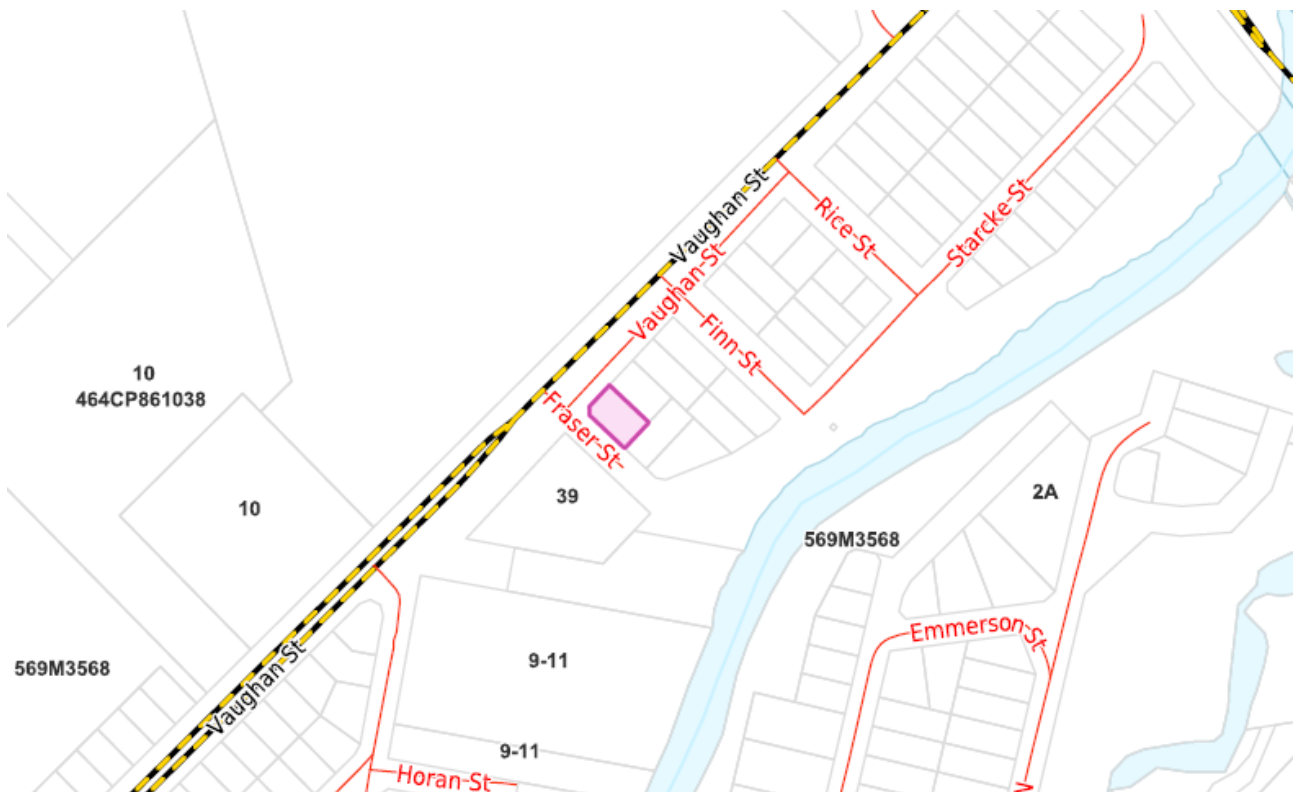 Vaughan St
Rice St
Starcke St
Vaughan St
Finn St
10
464CP861038
Fraser St
39
2A
10
569M3568
Emmerson St
Vaughan St
569M3568
9-11
9-11
Horan St